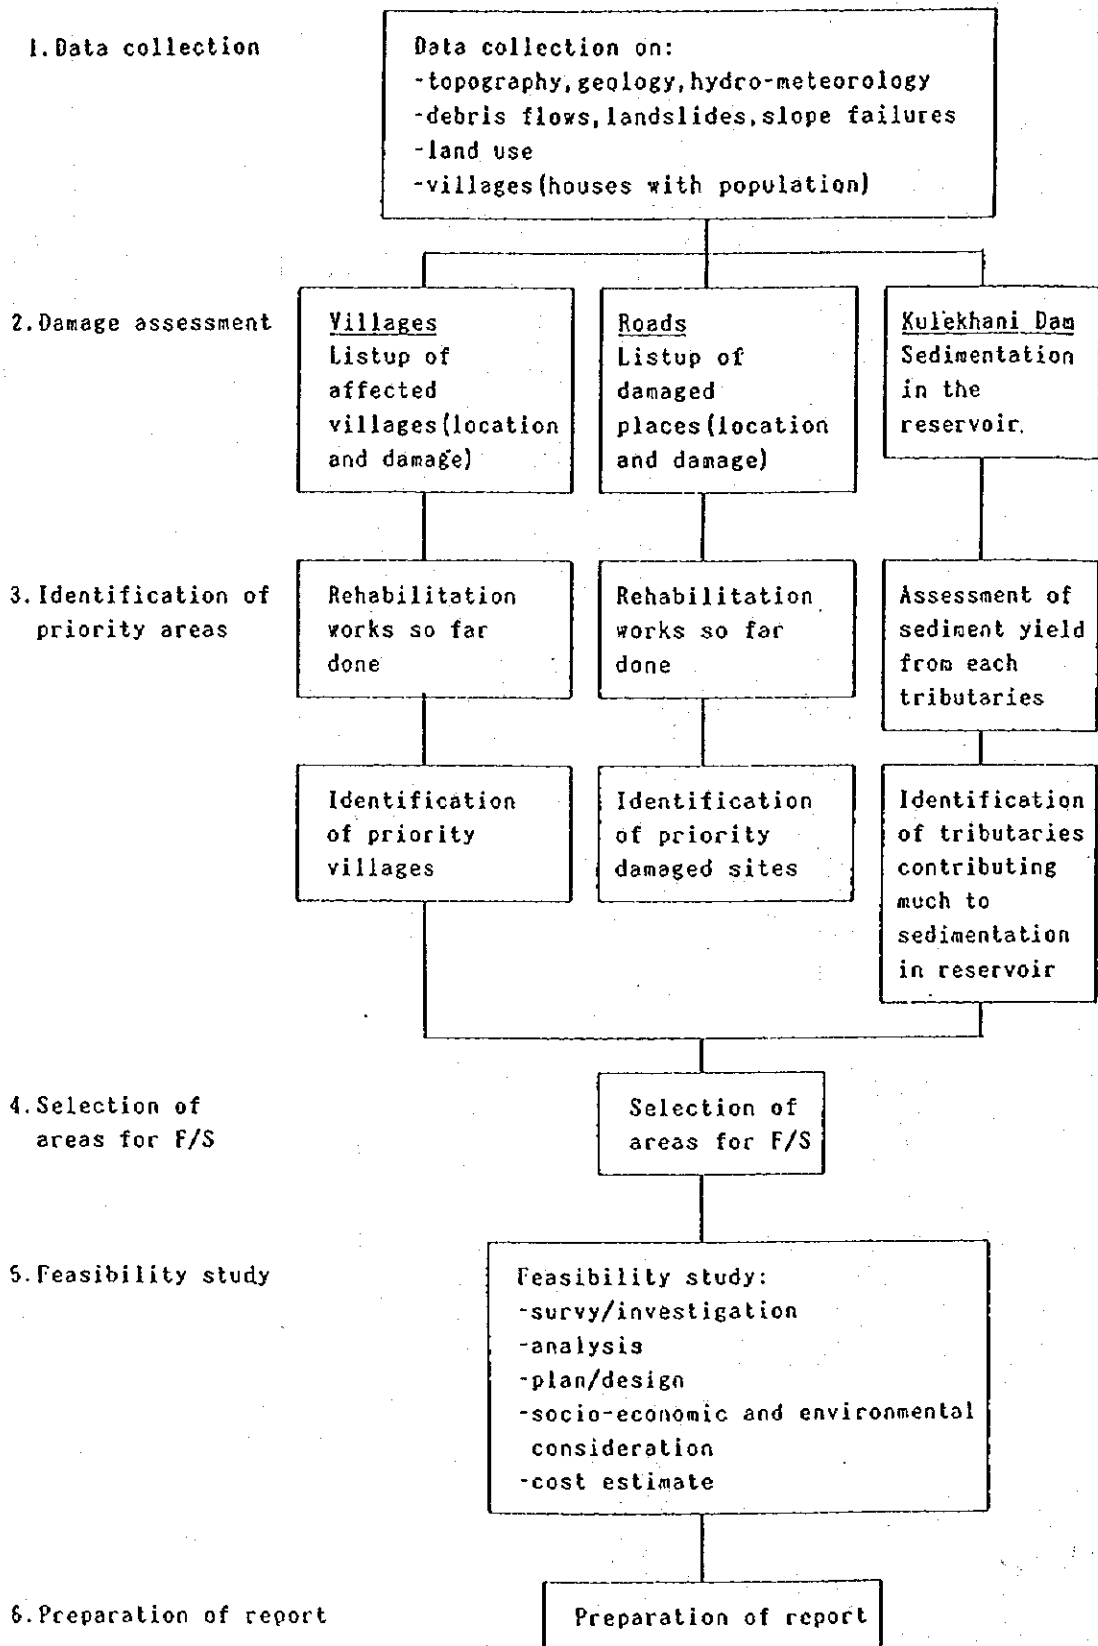 1.Data collection
Data collection on:
-topography,geology,hydro-meteorology
-debris flows,landslides,slope failures
-land use
-villages(houses with population)
2.Damage assessment
Villages
Listup of
affected
villages(location
and damage)
Roads
Listup of
damaged
places(location
and damage)
Kulekhani Dam
Sedimentation
in the
reservoir.
3.Identification of
priority areas
Rehabilitation
works so far
done
Rehabilitation
works so far
done
Assessment of
sediment yield
from each
tributaries
Identification
of priority
villages
Identification
of priority
damaged sites
Identification
of tributaries
contributing
much to
sedimentation
in reservoir
4.Selection of
areas for F/S
Selection of
areas for F/S
5.Feasibility study
Feasibility study:
-survy/investigation
-analysis
-plan/design
-socio-economic and environmental
consideration
-cost estimate
6.Preparation of report
Preparation of report